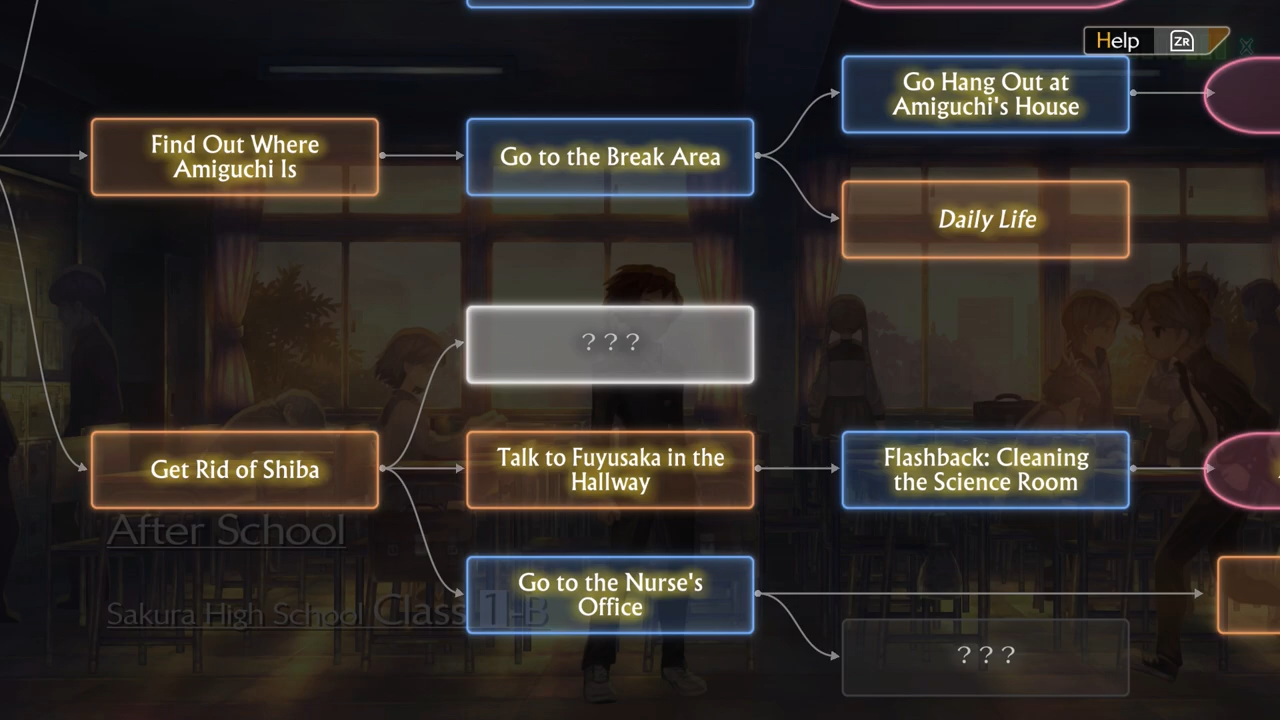 Help ZR
Go Hang Out at
Amiguchi's House
Find Out Where
Amiguchi Is
Go to the Break Area
Daily Life
? ? ?
Get Rid of Shiba
Talk to Fuyusaka in the
Hallway
Flashback: Cleaning
the Science Room
After School
Go to the Nurse's
Office
Sakura High School Class 1-B
? ? ?